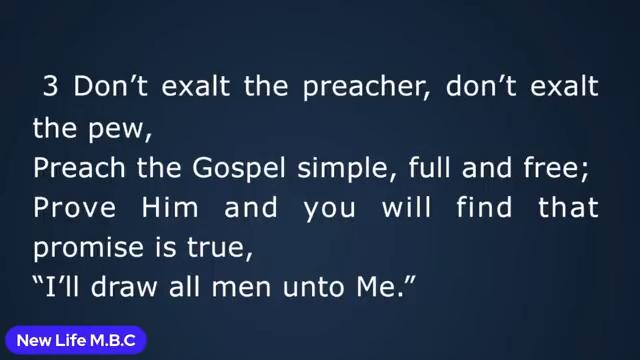 3 Don’t exalt the preacher, don’t exalt
the pew,
Preach the Gospel simple, full and free;
Prove Him and you will find that
promise is true,
“I’ll draw all men unto Me.”
New Life M.B.C